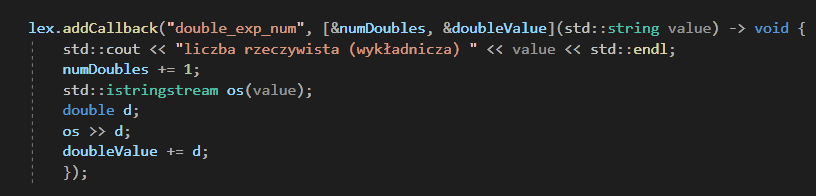 lex.addCallback("double_exp_num", [&numDoubles, &doubleValue](std::string value) -> void {
std::cout << "liczba rzeczywista (wykładnicza) " << value << std::endl;
numDoubles += 1;
std::istringstream os(value);
double d;
os >> d;
doubleValue += d;
});